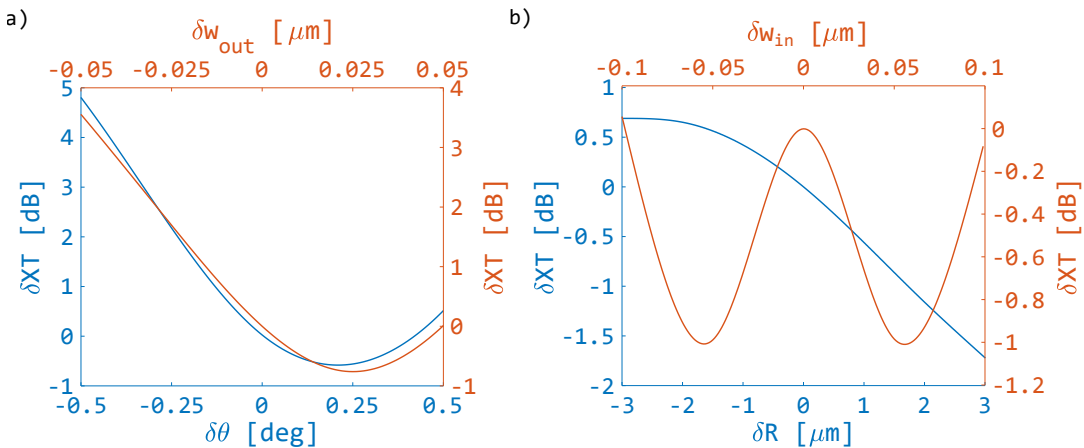 a)
δw_out [μm]
-0.05 -0.025 0 0.025 0.05
5 4 3 2 1 0 -1
δXT [dB]
4 3 2 1 0 -1
δXT [dB]
-0.5 -0.25 0 0.25 0.5
δθ [deg]
b)
δw_in [μm]
-0.1 -0.05 0 0.05 0.1
1 0.5 0 -0.5 -1 -1.5 -2
δXT [dB]
0 -0.2 -0.4 -0.6 -0.8 -1 -1.2
δXT [dB]
-3 -2 -1 0 1 2 3
δR [μm]